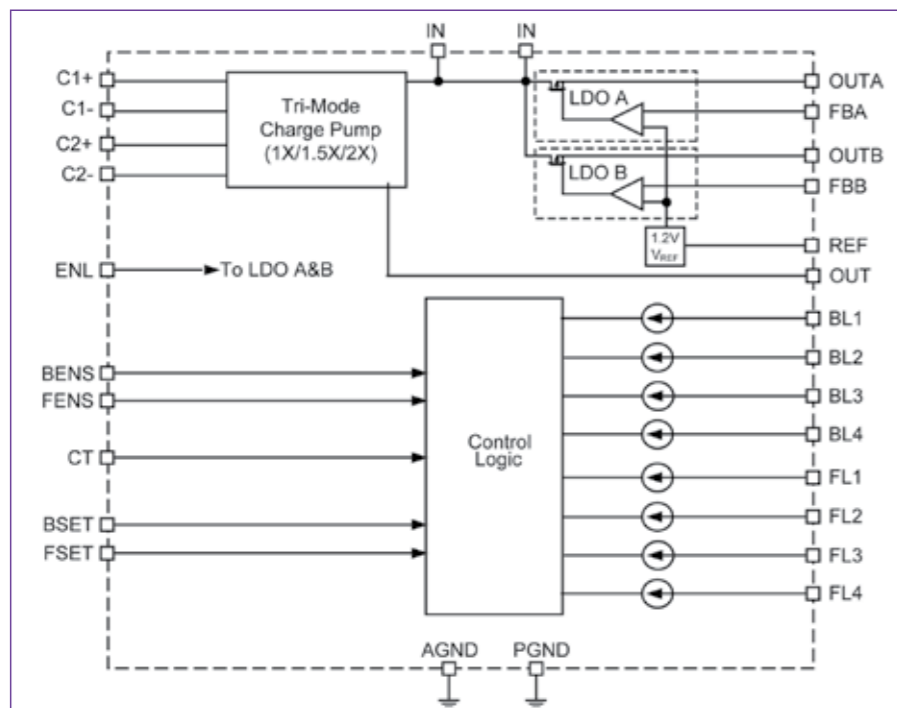 IN
IN
C1+
C1-
C2+
C2-
Tri-Mode
Charge Pump
(1X/1.5X/2X)
LDO A
LDO B
1.2V
VREF
OUTA
FBA
OUTB
FBB
REF
OUT
ENL
To LDO A&B
BENS
FENS
CT
BSET
FSET
Control
Logic
BL1
BL2
BL3
BL4
FL1
FL2
FL3
FL4
AGND
PGND